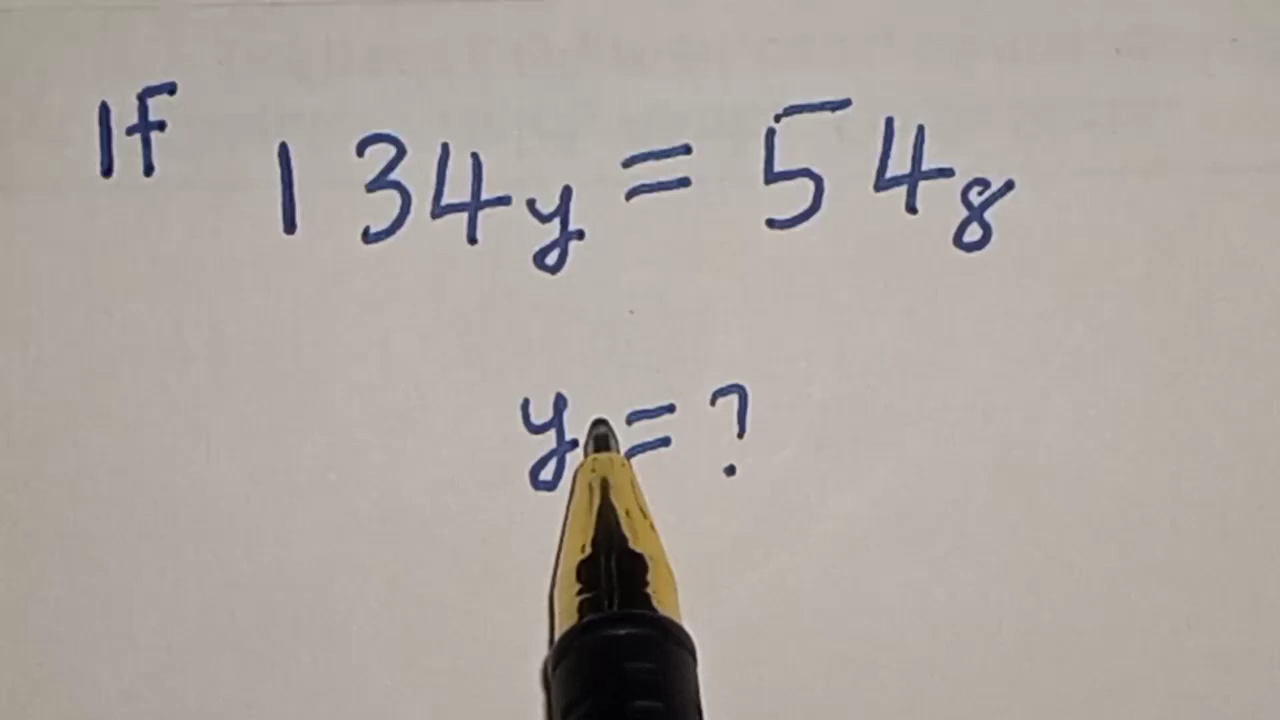 If 134y = 548
y = ?